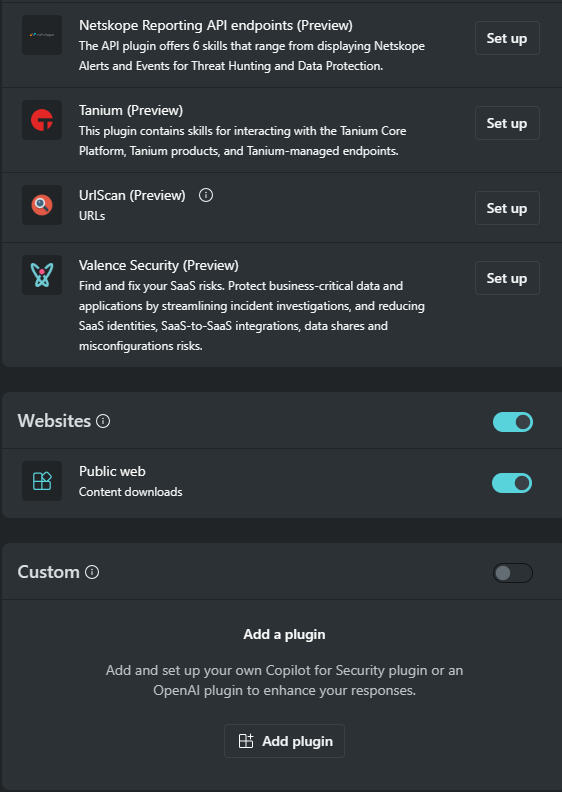 Netskope Reporting API endpoints (Preview)
The API plugin offers 6 skills that range from displaying Netskope
Alerts and Events for Threat Hunting and Data Protection.
Set up
Tanium (Preview)
This plugin contains skills for interacting with the Tanium Core
Platform, Tanium products, and Tanium-managed endpoints.
Set up
UrlScan (Preview)
URLs
Set up
Valence Security (Preview)
Find and fix your SaaS risks. Protect business-critical data and
applications by streamlining incident investigations, and reducing
SaaS identities, SaaS-to-SaaS integrations, data shares and
misconfigurations risks.
Set up
Websites
Public web
Content downloads
Custom
Add a plugin
Add and set up your own Copilot for Security plugin or an
OpenAI plugin to enhance your responses.
Add plugin